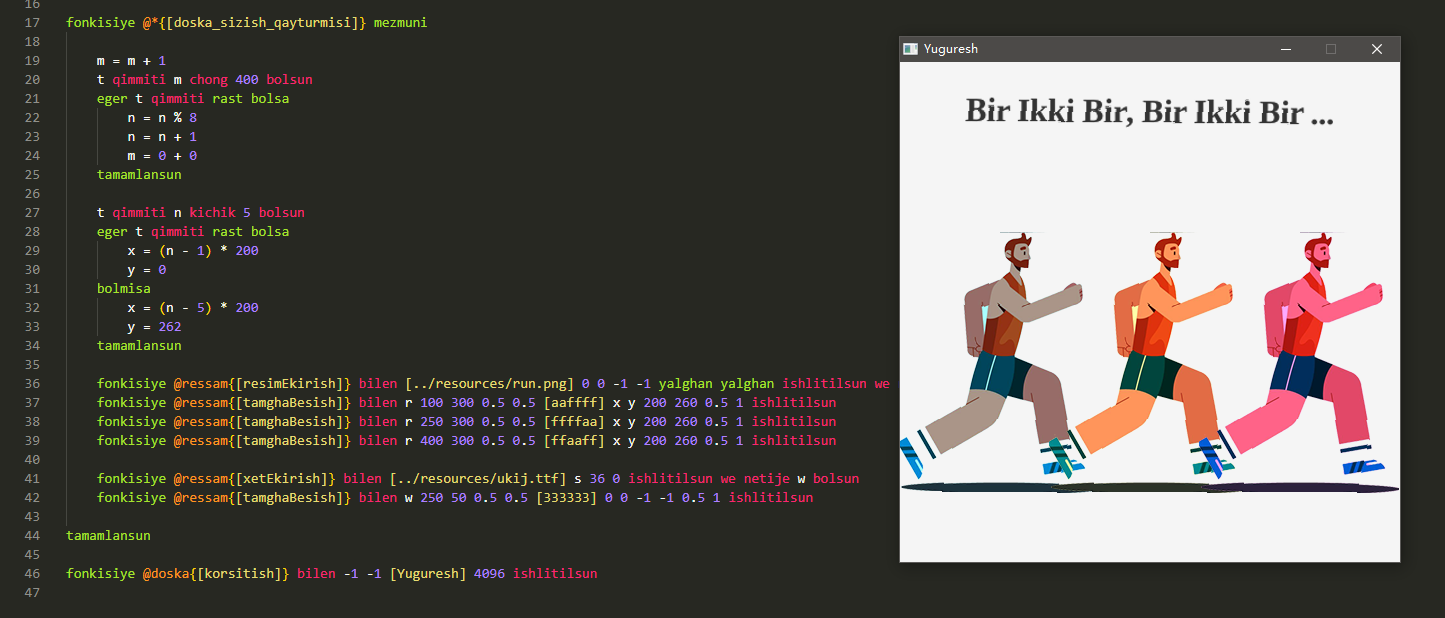 16
17 fonkisiye @*{[doska_sizish_qayturmisi]} mezmuni
18
19 m = m + 1
20 t qimmiti m chong 400 bolsun
21 eger t qimmiti rast bolsa
22 n = n % 8
23 n = n + 1
24 m = 0 + 0
25 tamamlansun
26
27 t qimmiti n kichik 5 bolsun
28 eger t qimmiti rast bolsa
29 x = (n - 1) * 200
30 y = 0
31 bolmisa
32 x = (n - 5) * 200
33 y = 262
34 tamamlansun
35
36 fonkisiye @ressam{[resimEkirish]} bilen [../resources/run.png] 0 0 -1 -1 yalghan yalghan ishlitilsun we
37 fonkisiye @ressam{[tamghaBesish]} bilen r 100 300 0.5 0.5 [aaffff] x y 200 260 0.5 1 ishlitilsun
38 fonkisiye @ressam{[tamghaBesish]} bilen r 250 300 0.5 0.5 [ffffaa] x y 200 260 0.5 1 ishlitilsun
39 fonkisiye @ressam{[tamghaBesish]} bilen r 400 300 0.5 0.5 [ffaaff] x y 200 260 0.5 1 ishlitilsun
40
41 fonkisiye @ressam{[xetEkirish]} bilen [../resources/ukij.ttf] s 36 0 ishlitilsun we netije w bolsun
42 fonkisiye @ressam{[tamghaBesish]} bilen w 250 50 0.5 0.5 [333333] 0 0 -1 -1 0.5 1 ishlitilsun
43
44 tamamlansun
45
46 fonkisiye @doska{[korsitish]} bilen -1 -1 [Yuguresh] 4096 ishlitilsun
47
Yuguresh
Bir Ikki Bir, Bir Ikki Bir ...